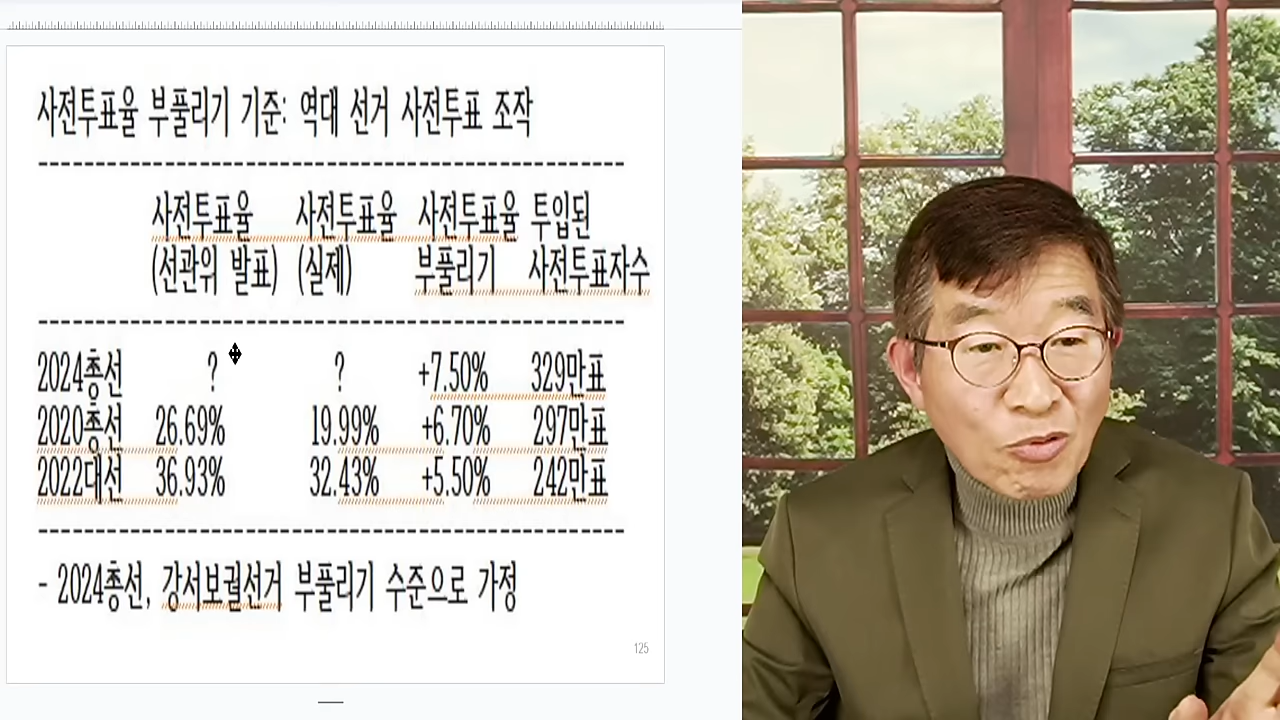 사전투표율 부풀리기 기준: 역대 선거 사전투표 조작
사전투표율 사전투표율 사전투표율 투입된
(선관위 발표) (실제) 부풀리기 사전투표자수
2024총선 ? ? +7.50% 329만표
2020총선 26.69% 19.99% +6.70% 297만표
2022대선 36.93% 32.43% +5.50% 242만표
- 2024총선, 강서보궐선거 부풀리기 수준으로 가정
125